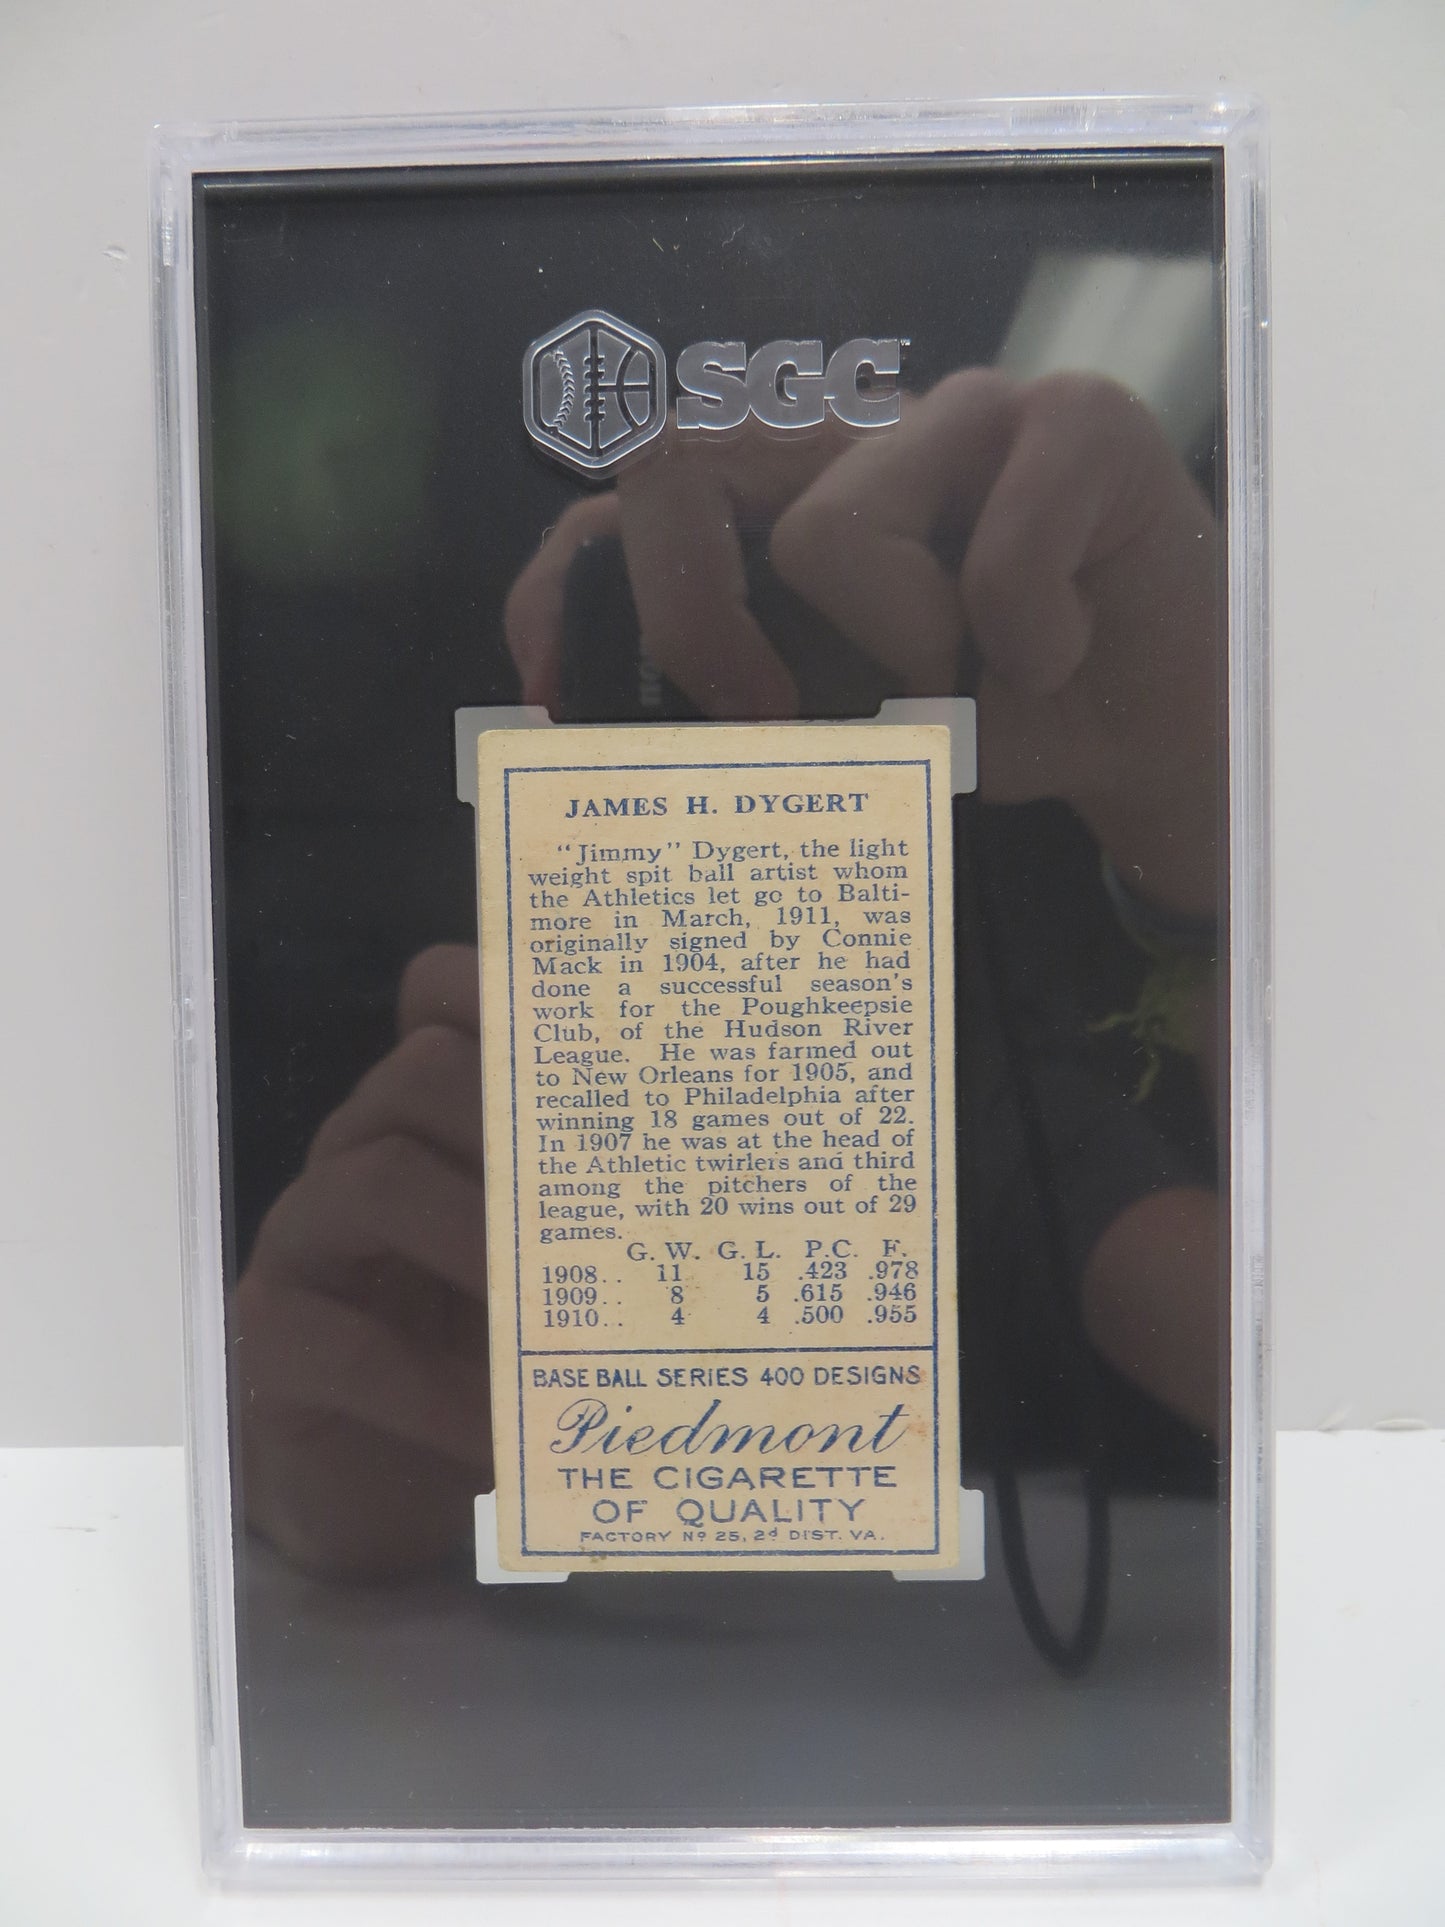 SGC™
JAMES H. DYGERT
"Jimmy" Dygert, the light
weight spit ball artist whom
the Athletics let go to Balti-
more in March, 1911, was
originally signed by Connie
Mack in 1904, after he had
done a successful season's
work for the Poughkeepsie
Club, of the Hudson River
League. He was farmed out
to New Orleans for 1905, and
recalled to Philadelphia after
winning 18 games out of 22.
In 1907 he was at the head of
the Athletic twirlers and third
among the pitchers of the
league, with 20 wins out of 29
games.
G. W. G. L. P.C. F.
1908.. 11 15 .423 .978
1909.. 8 5 .615 .946
1910.. 4 4 .500 .955
BASE BALL SERIES 400 DESIGNS
Piedmont
THE CIGARETTE
OF QUALITY
FACTORY Nº 25, 2d DIST. VA.